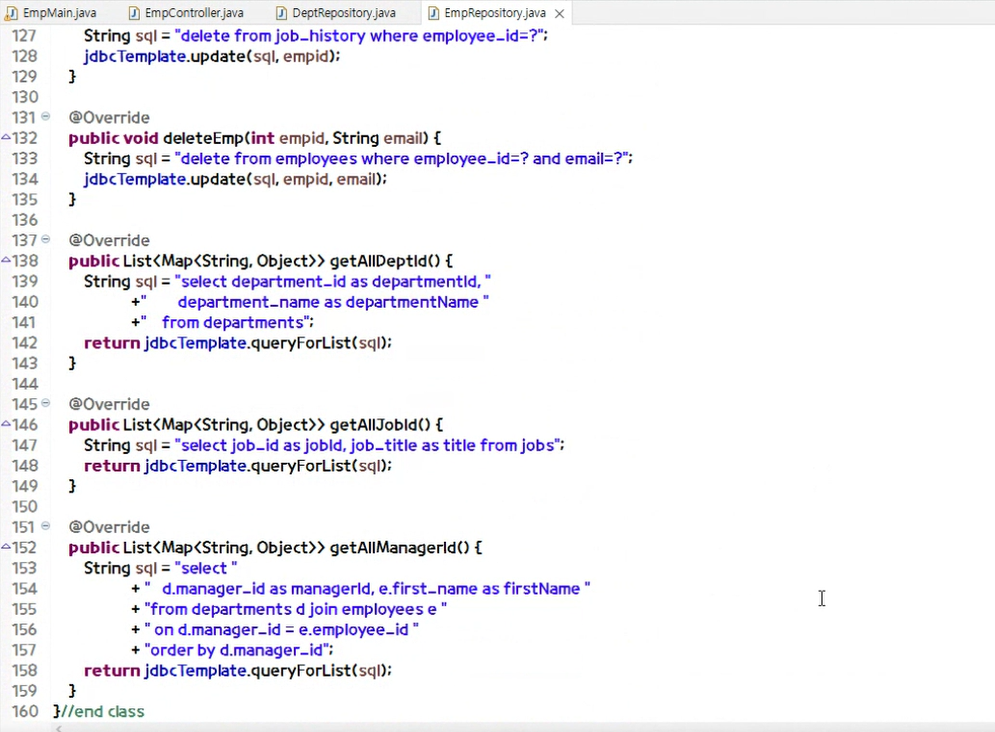 EmpMain.java EmpController.java DeptRepository.java EmpRepository.java
127 String sql = "delete from job_history where employee_id=?";
128 jdbcTemplate.update(sql, empid);
129 }
130
131 @Override
132 public void deleteEmp(int empid, String email) {
133 String sql = "delete from employees where employee_id=? and email=?";
134 jdbcTemplate.update(sql, empid, email);
135 }
136
137 @Override
138 public List<Map<String, Object>> getAllDeptId() {
139 String sql = "select department_id as departmentId, "
140 +" department_name as departmentName "
141 +" from departments";
142 return jdbcTemplate.queryForList(sql);
143 }
144
145 @Override
146 public List<Map<String, Object>> getAllJobId() {
147 String sql = "select job_id as jobId, job_title as title from jobs";
148 return jdbcTemplate.queryForList(sql);
149 }
150
151 @Override
152 public List<Map<String, Object>> getAllManagerId() {
153 String sql = "select "
154 + " d.manager_id as managerId, e.first_name as firstName "
155 + "from departments d join employees e "
156 + " on d.manager_id = e.employee_id "
157 + "order by d.manager_id";
158 return jdbcTemplate.queryForList(sql);
159 }
160 }//end class